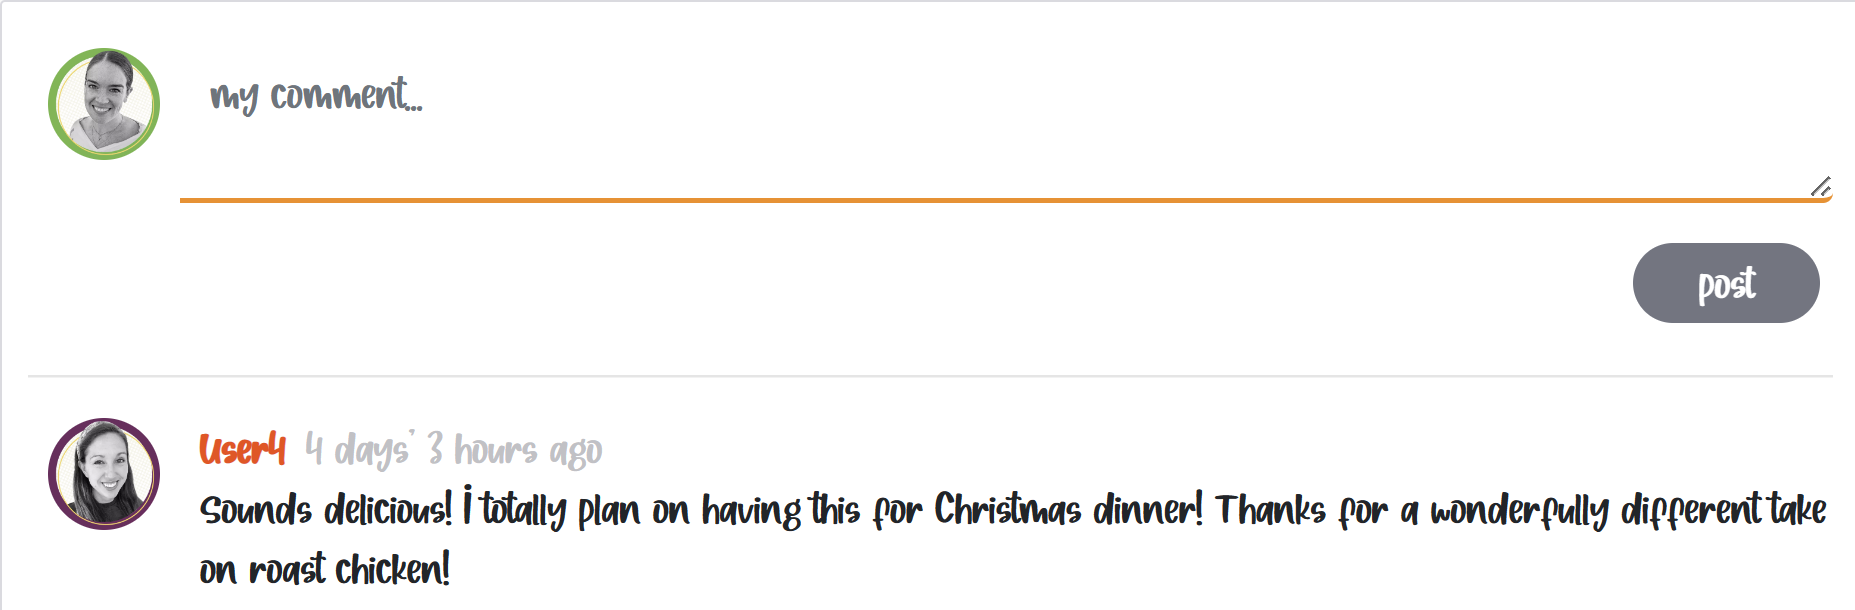 my comment...
post
User4 4 days' 3 hours ago
Sounds delicious! I totally plan on having this for Christmas dinner! Thanks for a wonderfully different take
on roast chicken!